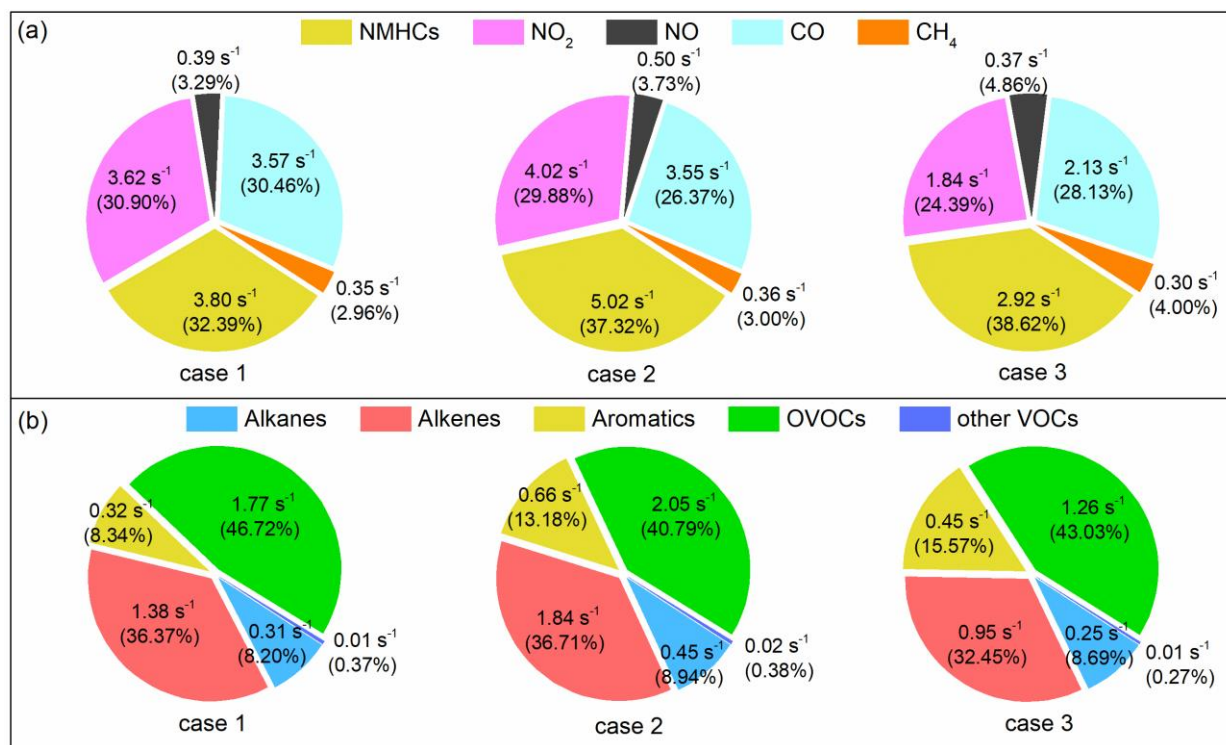 (a) NMHCs NO₂ NO CO CH₄
0.39 s⁻¹
(3.29%)
3.57 s⁻¹
(30.46%)
3.62 s⁻¹
(30.90%)
3.80 s⁻¹
(32.39%)
0.35 s⁻¹
(2.96%)
case 1
0.50 s⁻¹
(3.73%)
4.02 s⁻¹
(29.88%)
3.55 s⁻¹
(26.37%)
5.02 s⁻¹
(37.32%)
0.36 s⁻¹
(3.00%)
case 2
0.37 s⁻¹
(4.86%)
1.84 s⁻¹
(24.39%)
2.13 s⁻¹
(28.13%)
2.92 s⁻¹
(38.62%)
0.30 s⁻¹
(4.00%)
case 3
(b) Alkanes Alkenes Aromatics OVOCs other VOCs
0.32 s⁻¹
(8.34%)
1.77 s⁻¹
(46.72%)
1.38 s⁻¹
(36.37%)
0.31 s⁻¹
(8.20%)
0.01 s⁻¹
(0.37%)
case 1
0.66 s⁻¹
(13.18%)
2.05 s⁻¹
(40.79%)
1.84 s⁻¹
(36.71%)
0.45 s⁻¹
(8.94%)
0.02 s⁻¹
(0.38%)
case 2
0.45 s⁻¹
(15.57%)
1.26 s⁻¹
(43.03%)
0.95 s⁻¹
(32.45%)
0.25 s⁻¹
(8.69%)
0.01 s⁻¹
(0.27%)
case 3